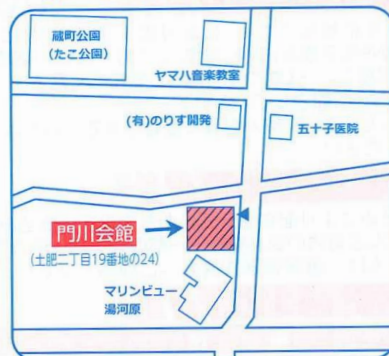 蔵町公園
(たこ公園)
ヤマハ音楽教室
(有)のりす開発
五十子医院
門川会館
(土肥二丁目19番地の24)
マリンビュー
湯河原